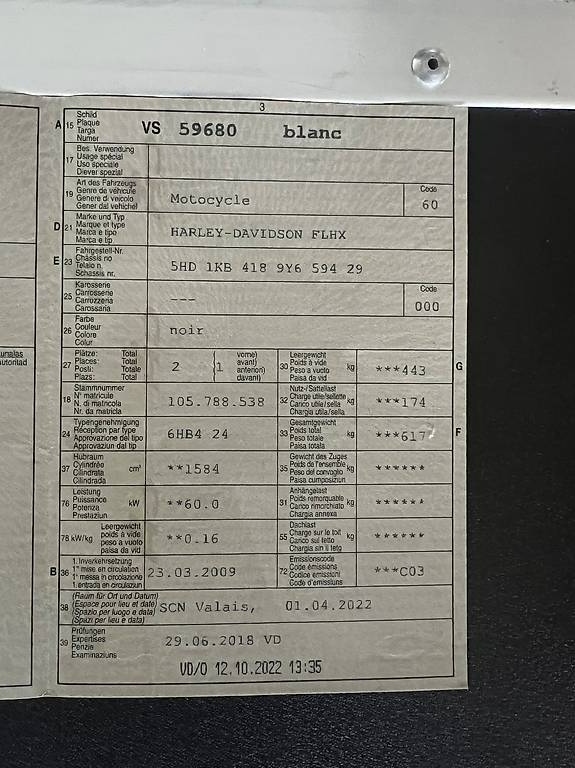 3
A 15 Schild
Plaque
Targa
Numer
VS 59680 blanc
17 Bes. Verwendung
Usage spécial
Uso speciale
Diever spezial
19 Art des Fahrzeugs
Genre de véhicule
Genere di veicolo
Gener dal vehichel
Motocycle
Code
60
D 21 Marke und Typ
Marque et type
Marca e tipo
Marca e tip
HARLEY-DAVIDSON FLHX
E 23 Fahrgestell-Nr.
Châssis no
Telaio n.
Schassis nr.
5HD 1KB 418 9Y6 594 29
25 Karosserie
Carrosserie
Carrozzeria
Carossaria
---
Code
000
26 Farbe
Couleur
Colore
Colur
noir
27 Plätze: Total
Places: Total
Posti: Totale
Plazs: Total
2 (1 vorne)
avant)
anteriori)
davant)
30 Leergewicht
Poids à vide
Peso a vuoto
Paisa da vid
kg ***443
G
18 Stammnummer
N° matricule
N. di matricola
Nr. da matricla
105.788.538
32 Nutz-/Sattellast
Charge utile/sellette
Carico utile/sella
Chargia utila/sella
kg ***174
24 Typengenehmigung
Réception par type
Approvazione del tipo
Approvaziun dal tip
6HB4 24
33 Gesamtgewicht
Poids total
Peso totale
Paisa totala
kg ***617
F
37 Hubraum
Cylindrée
Cilindrata
Cilindrada
cm³ **1584
35 Gewicht des Zuges
Poids de l'ensemble
Peso del convoglio
Paisa cumposiziun
kg ******
76 Leistung
Puissance
Potenza
Prestaziun
kW **60.0
31 Anhängelast
Poids remorquable
Carico rimorchiato
Chargia annexa
kg ******
78 kW/kg Leergewicht
poids à vide
peso a vuoto
paisa da vid
**0.16
55 Dachlast
Charge sur le toit
Carico sul tetto
Chargia sin il tetg
kg ******
B 36 1. Inverkehrsetzung
1re mise en circulation
1a messa in circolazione
1. entrada en circulaziun
23.03.2009
72 Emissionscode
Code émissions
Codice emissioni
Code d'emissiuns
***C03
38 (Raum für Ort und Datum)
(Espace pour lieu et date)
(Spazio per luogo e data)
(Spazi per lieu e data)
SCN Valais, 01.04.2022
39 Prüfungen
Expertises
Perizie
Examinaziuns
29.06.2018 VD
VD/O 12.10.2022 13:35